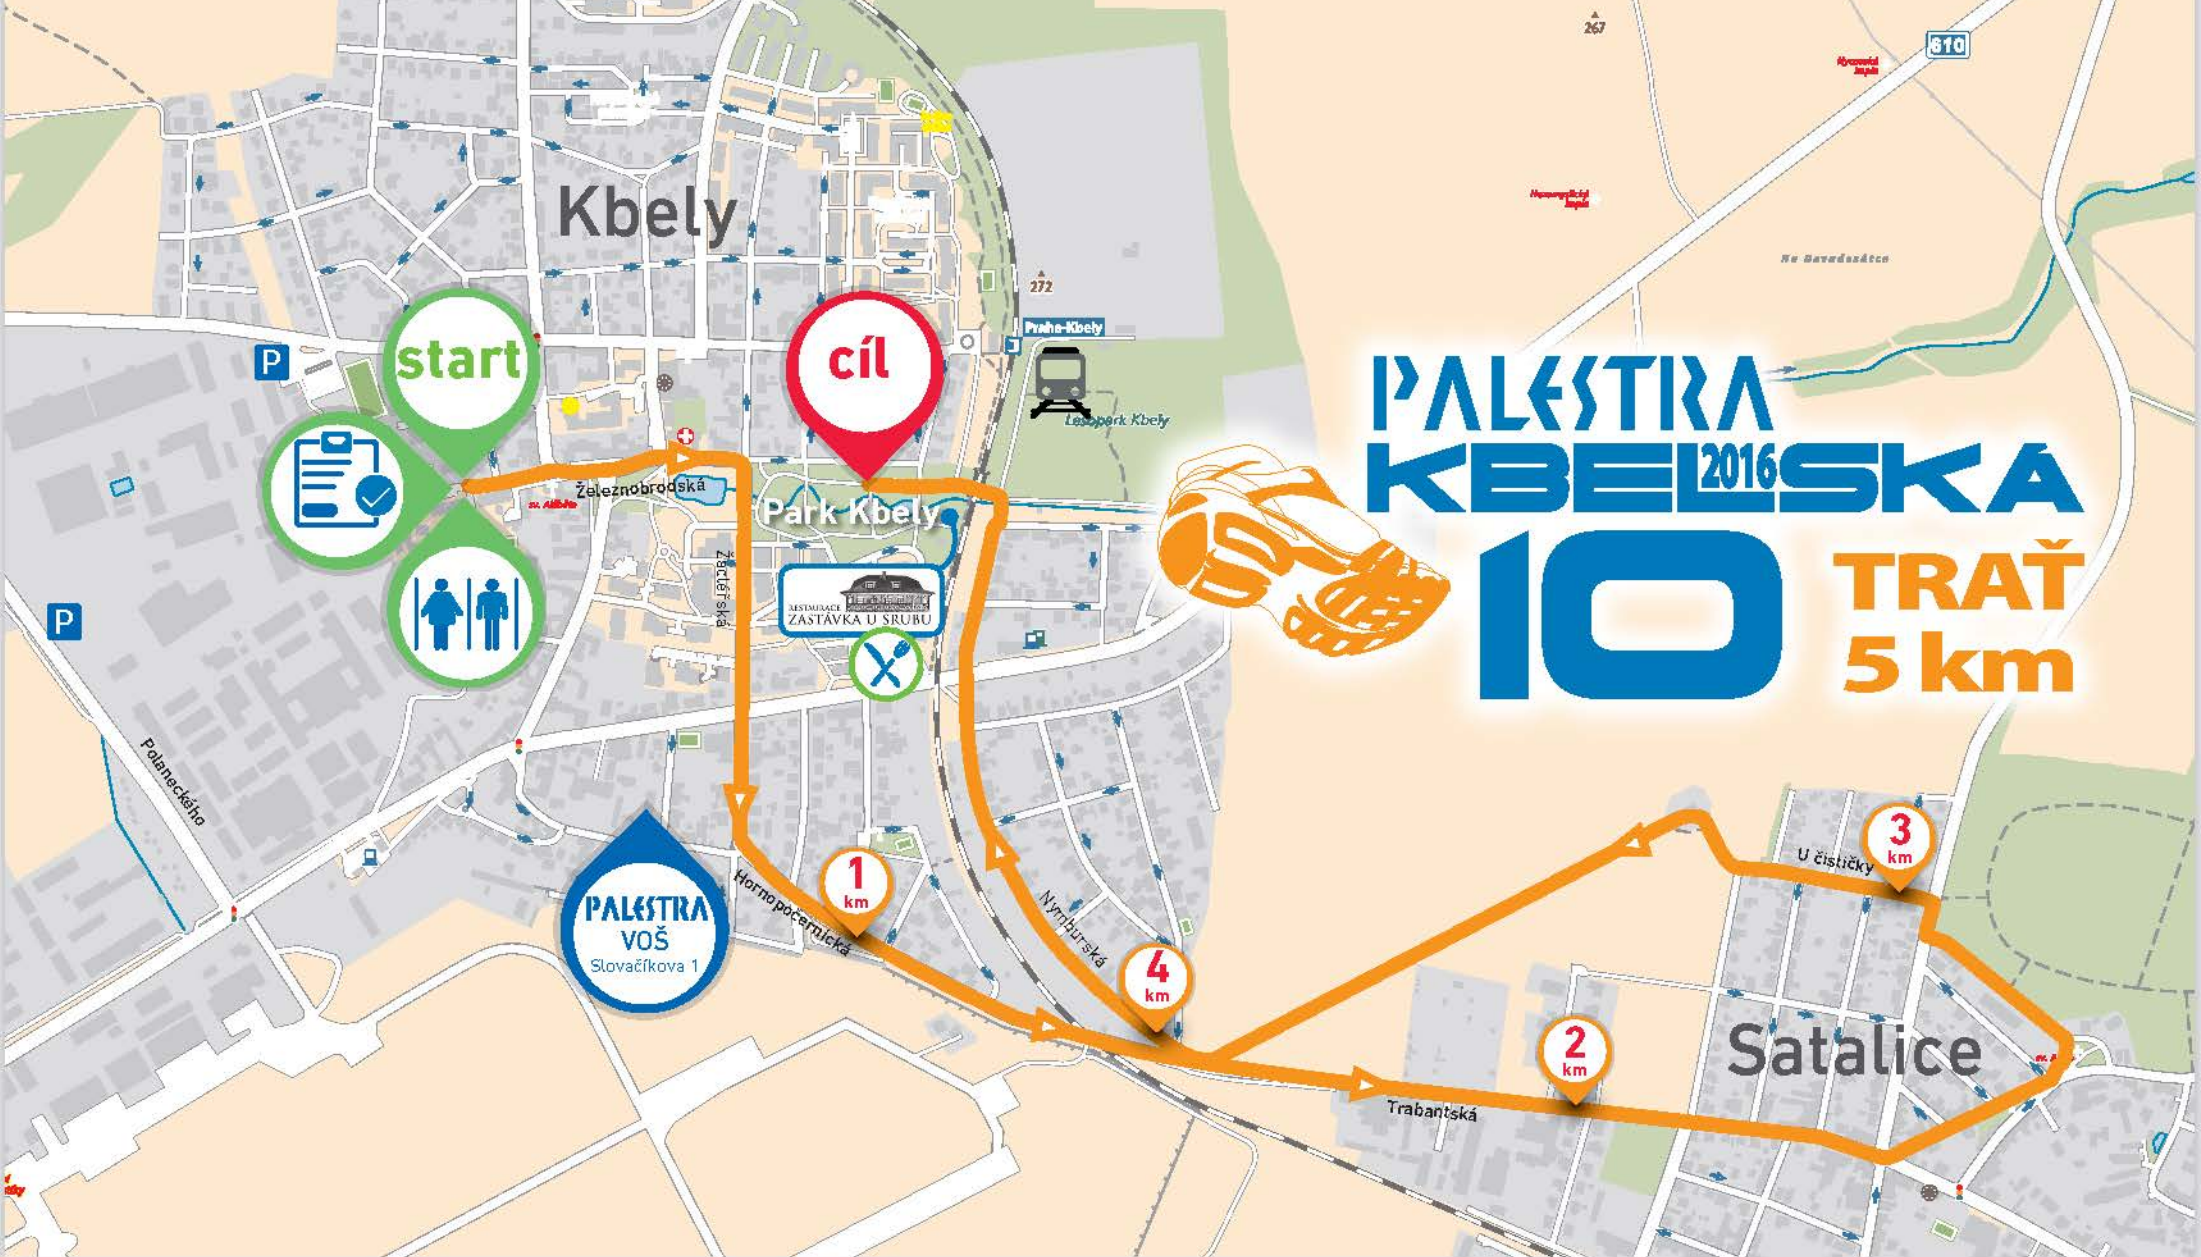 267
610
Kbely
272
Praha-Kbely
P
start
cíl
Lesopark Kbely
PALESTRA
KBELSKÁ
2016
10
TRAŤ
5 km
Železnobrodská
Park Kbely
Žacléřská
RESTAURACE
ZASTÁVKA U SRUBU
P
Polaneckého
PALESTRA
VOŠ
Slovačíkova 1
Hornopočernická
1
km
Nymburská
4
km
U čističky
3
km
2
km
Satalice
Trabantská